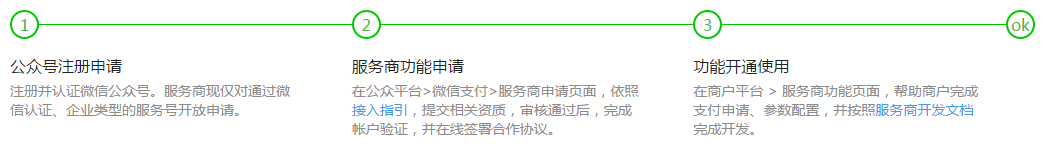 1
2
3
ok
公众号注册申请
注册并认证微信公众号。服务商现仅对通过微
信认证、企业类型的服务号开放申请。
服务商功能申请
在公众平台>微信支付>服务商申请页面，依照
接入指引，提交相关资质，审核通过后，完成
帐户验证，并在线签署合作协议。
功能开通使用
在商户平台 > 服务商功能页面，帮助商户完成
支付申请、参数配置，并按照服务商开发文档
完成开发。